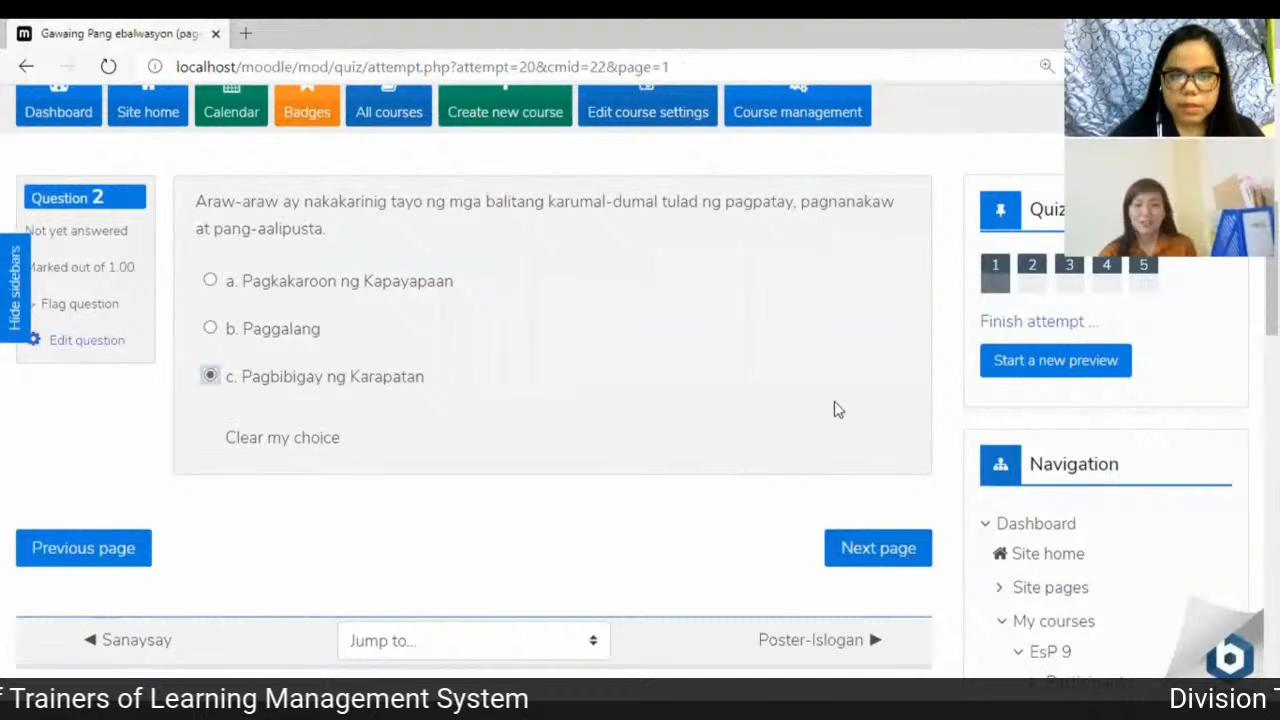 Gawaing Pang ebalwasyon (pag
localhost/moodle/mod/quiz/attempt.php?attempt=20&cmid=22&page=1
Dashboard
Site home
Calendar
Badges
All courses
Create new course
Edit course settings
Course management
Hide sidebars
Question 2
Not yet answered
Marked out of 1.00
Flag question
Edit question
Araw-araw ay nakakarinig tayo ng mga balitang karumal-dumal tulad ng pagpatay, pagnanakaw
at pang-aalipusta.
a. Pagkakaroon ng Kapayapaan
b. Paggalang
c. Pagbibigay ng Karapatan
Clear my choice
Previous page
Next page
◀ Sanaysay
Jump to...
Poster-Islogan ▶
Quiz
1 2 3 4 5
Finish attempt ...
Start a new preview
Navigation
Dashboard
Site home
Site pages
My courses
EsP 9
f Trainers of Learning Management System
Division T